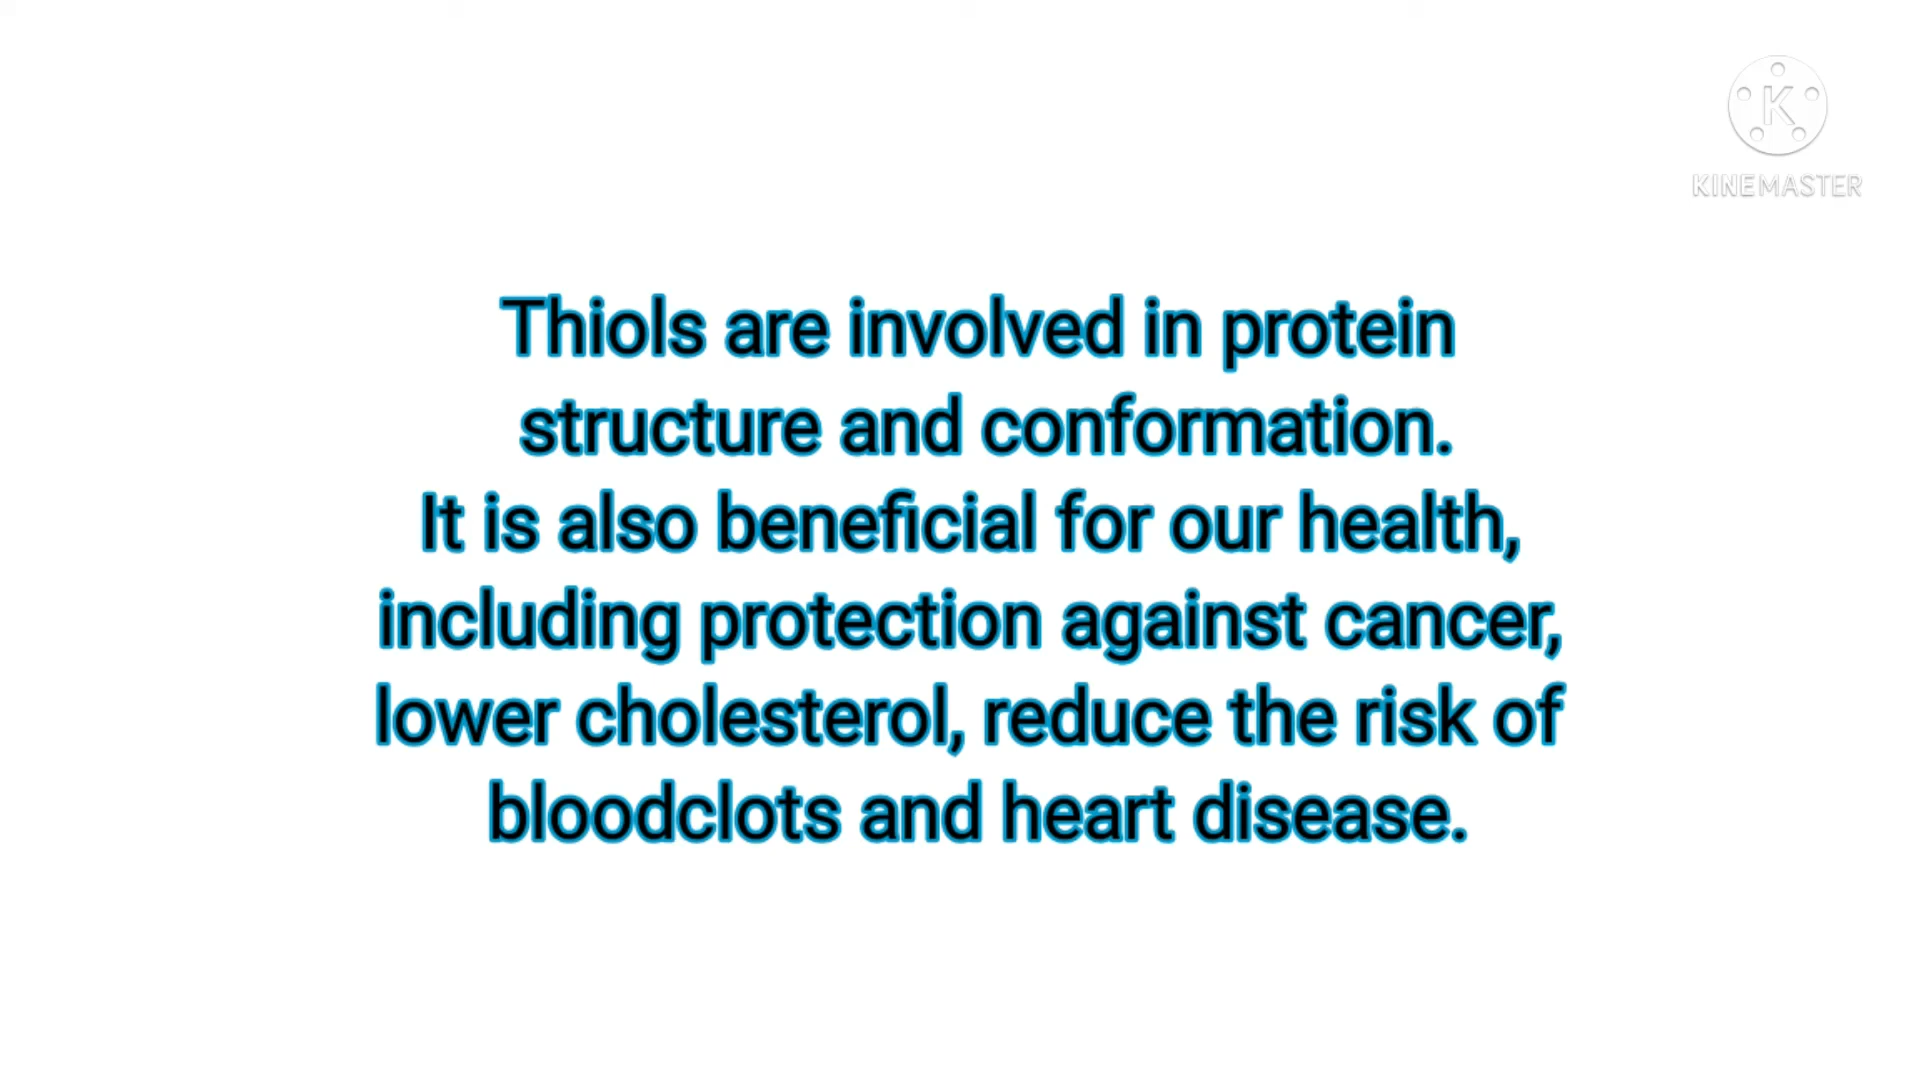 K
KINEMASTER
Thiols are involved in protein
structure and conformation.
It is also beneficial for our health,
including protection against cancer,
lower cholesterol, reduce the risk of
bloodclots and heart disease.